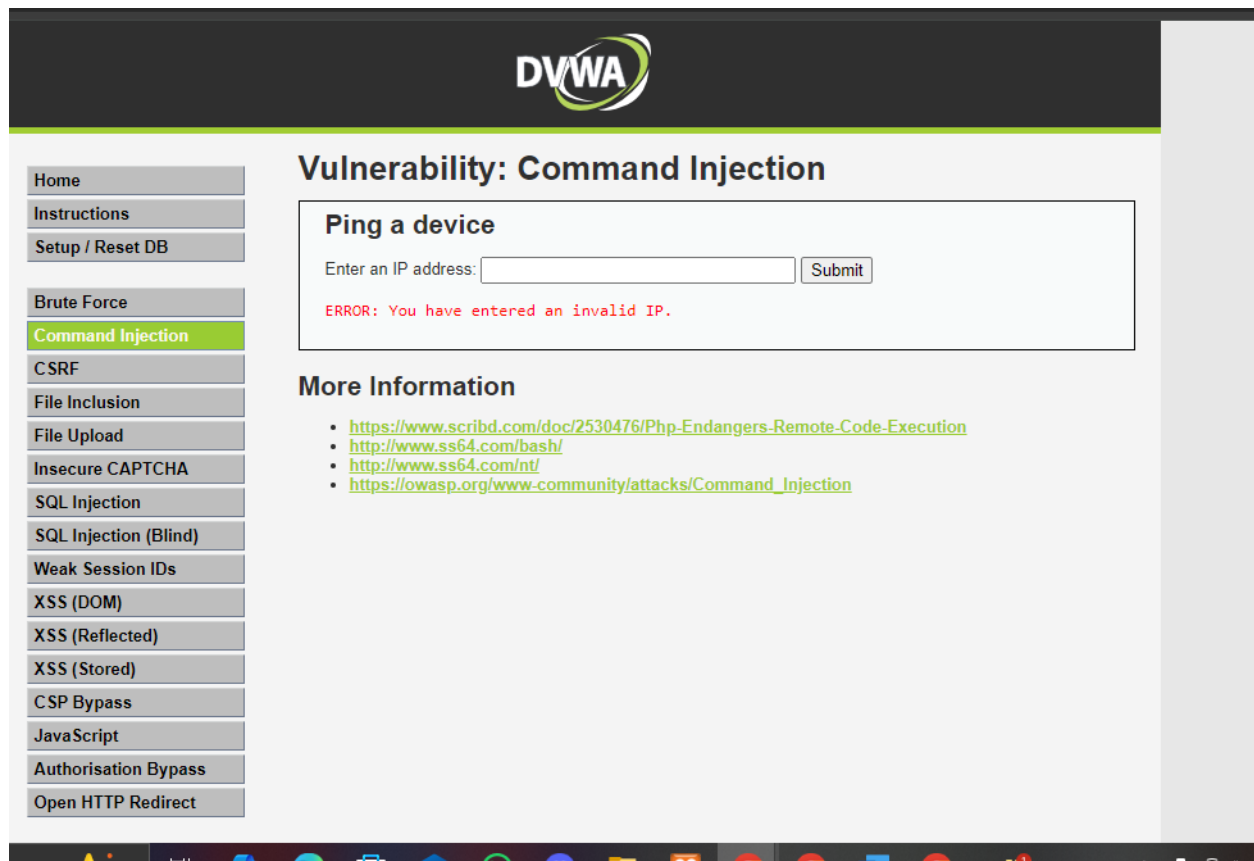 DVWA
Vulnerability: Command Injection
Home
Instructions
Setup / Reset DB
Brute Force
Command Injection
CSRF
File Inclusion
File Upload
Insecure CAPTCHA
SQL Injection
SQL Injection (Blind)
Weak Session IDs
XSS (DOM)
XSS (Reflected)
XSS (Stored)
CSP Bypass
JavaScript
Authorisation Bypass
Open HTTP Redirect
Ping a device
Enter an IP address: Submit
ERROR: You have entered an invalid IP.
More Information
https://www.scribd.com/doc/2530476/Php-Endangers-Remote-Code-Execution
http://www.ss64.com/bash/
http://www.ss64.com/nt/
https://owasp.org/www-community/attacks/Command_Injection